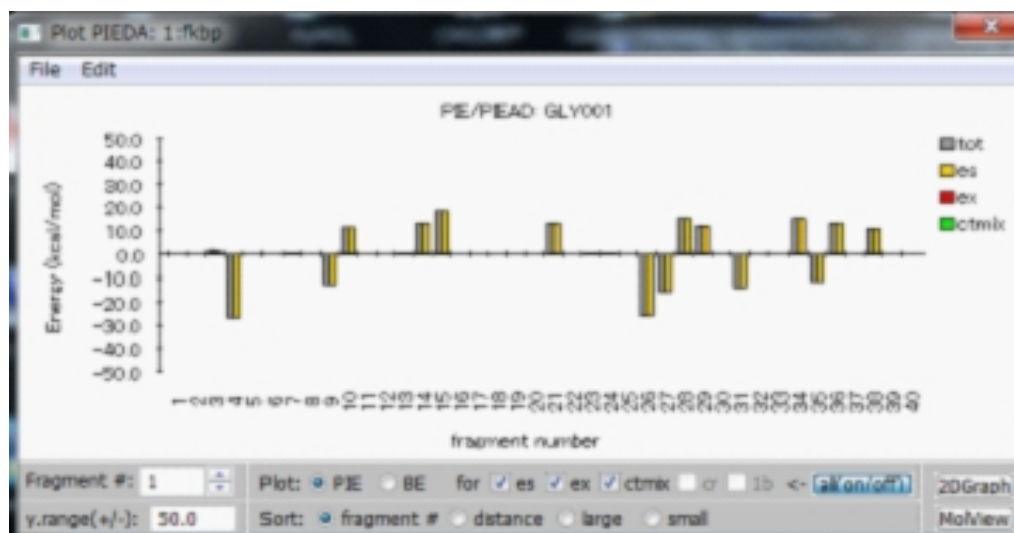 Plot PIEDA: 1:fkbp
File Edit
PIE/PIEAD: GLY001
50.0
40.0
30.0
20.0
10.0
0.0
-10.0
-20.0
-30.0
-40.0
-50.0
Energy (kcal/mol)
tot
es
ex
ctmix
1 2 3 4 5 6 7 8 9 10 11 12 13 14 15 16 17 18 19 20 21 22 23 24 25 26 27 28 29 30 31 32 33 34 35 36 37 38 39 40
fragment number
Fragment #: 1 Plot: PIE BE for es ex ctmix cr 1b <- all(on/off) 2DGraph
y.range(+/-): 50.0 Sort: fragment # distance large small MolView